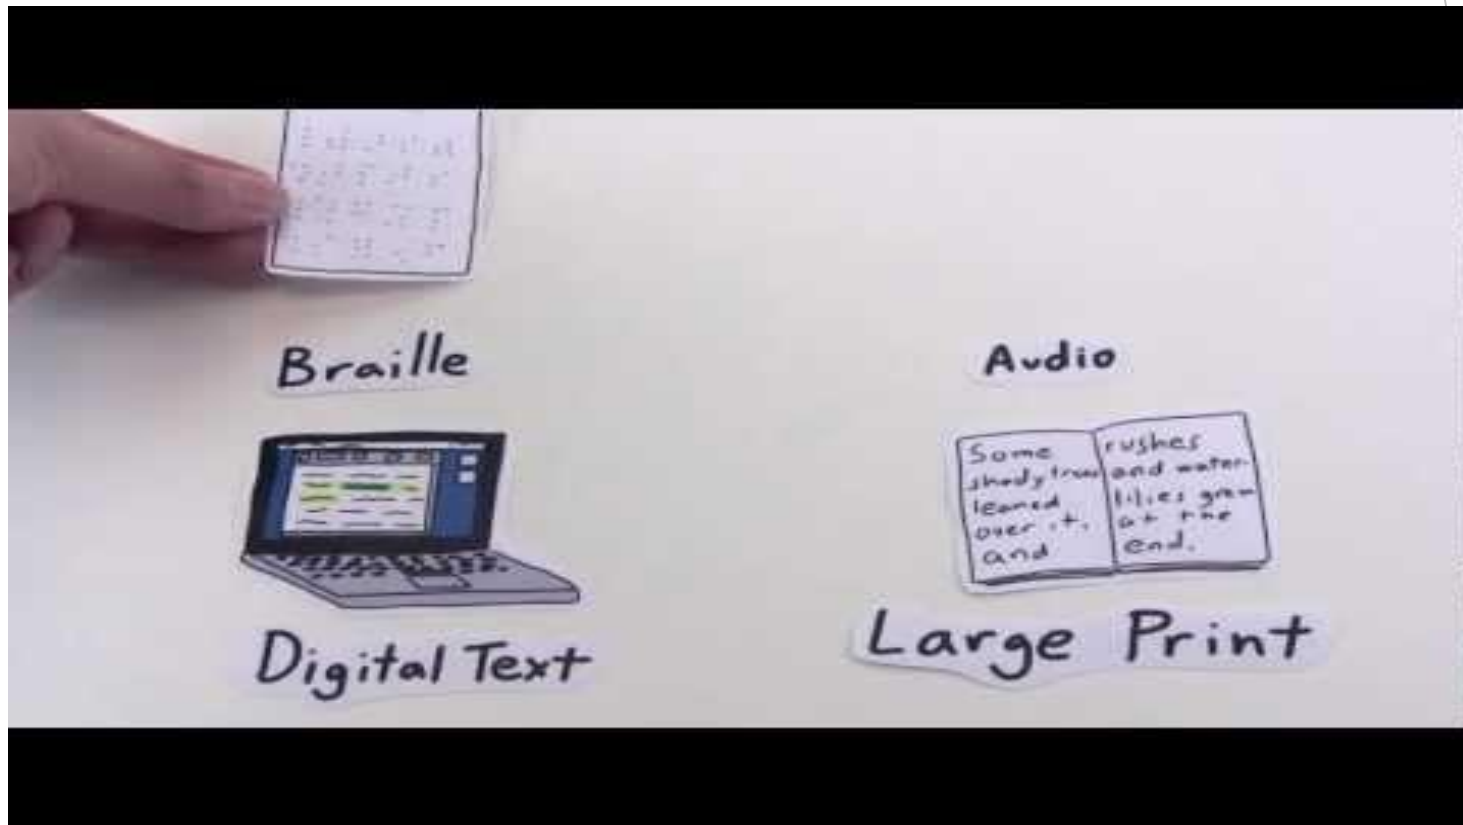 Braille
Audio
Some
shady trees
leaned
over it,
and
rushes
and water-
lilies grew
at the
end.
Digital Text
Large Print